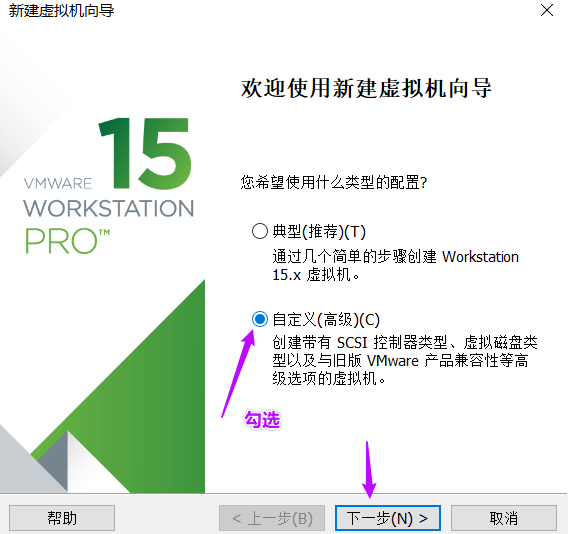 新建虚拟机向导
欢迎使用新建虚拟机向导
15
VMWARE
WORKSTATION
PRO™
您希望使用什么类型的配置?
典型(推荐)(T)
通过几个简单的步骤创建 Workstation
15.x 虚拟机。
自定义(高级)(C)
创建带有 SCSI 控制器类型、虚拟磁盘类
型以及与旧版 VMware 产品兼容性等高
级选项的虚拟机。
勾选
帮助
< 上一步(B)
下一步(N) >
取消